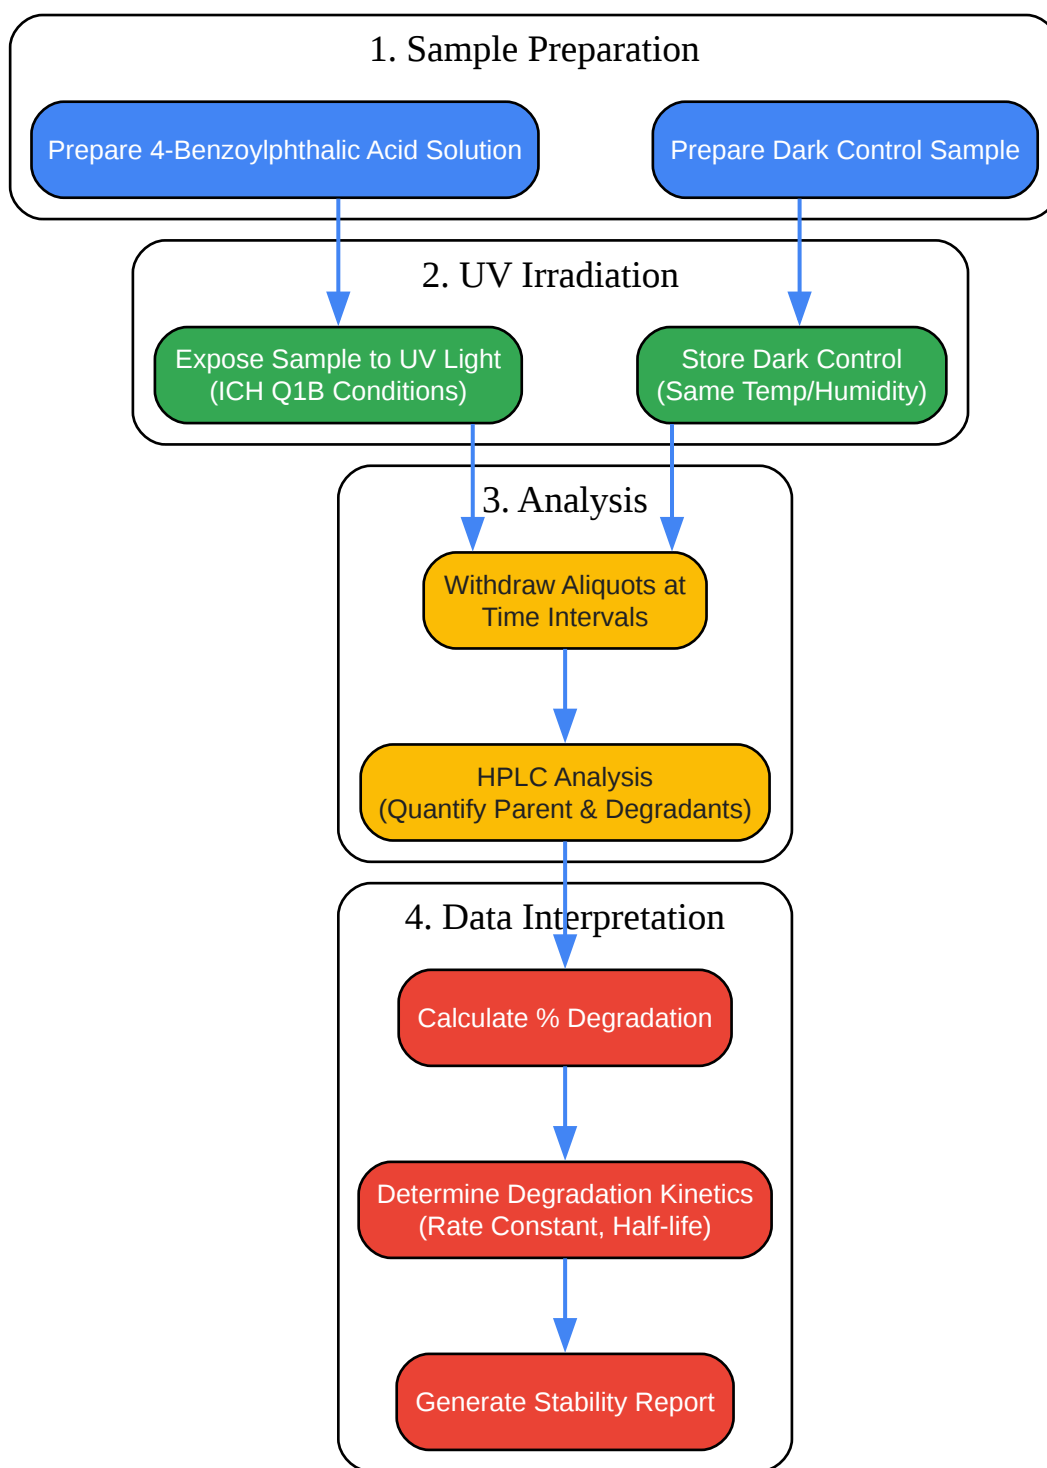 1. Sample Preparation
Prepare 4-Benzoylphthalic Acid Solution
Prepare Dark Control Sample
2. UV Irradiation
Expose Sample to UV Light
(ICH Q1B Conditions)
Store Dark Control
(Same Temp/Humidity)
3. Analysis
Withdraw Aliquots at
Time Intervals
HPLC Analysis
(Quantify Parent & Degradants)
4. Data Interpretation
Calculate % Degradation
Determine Degradation Kinetics
(Rate Constant, Half-life)
Generate Stability Report